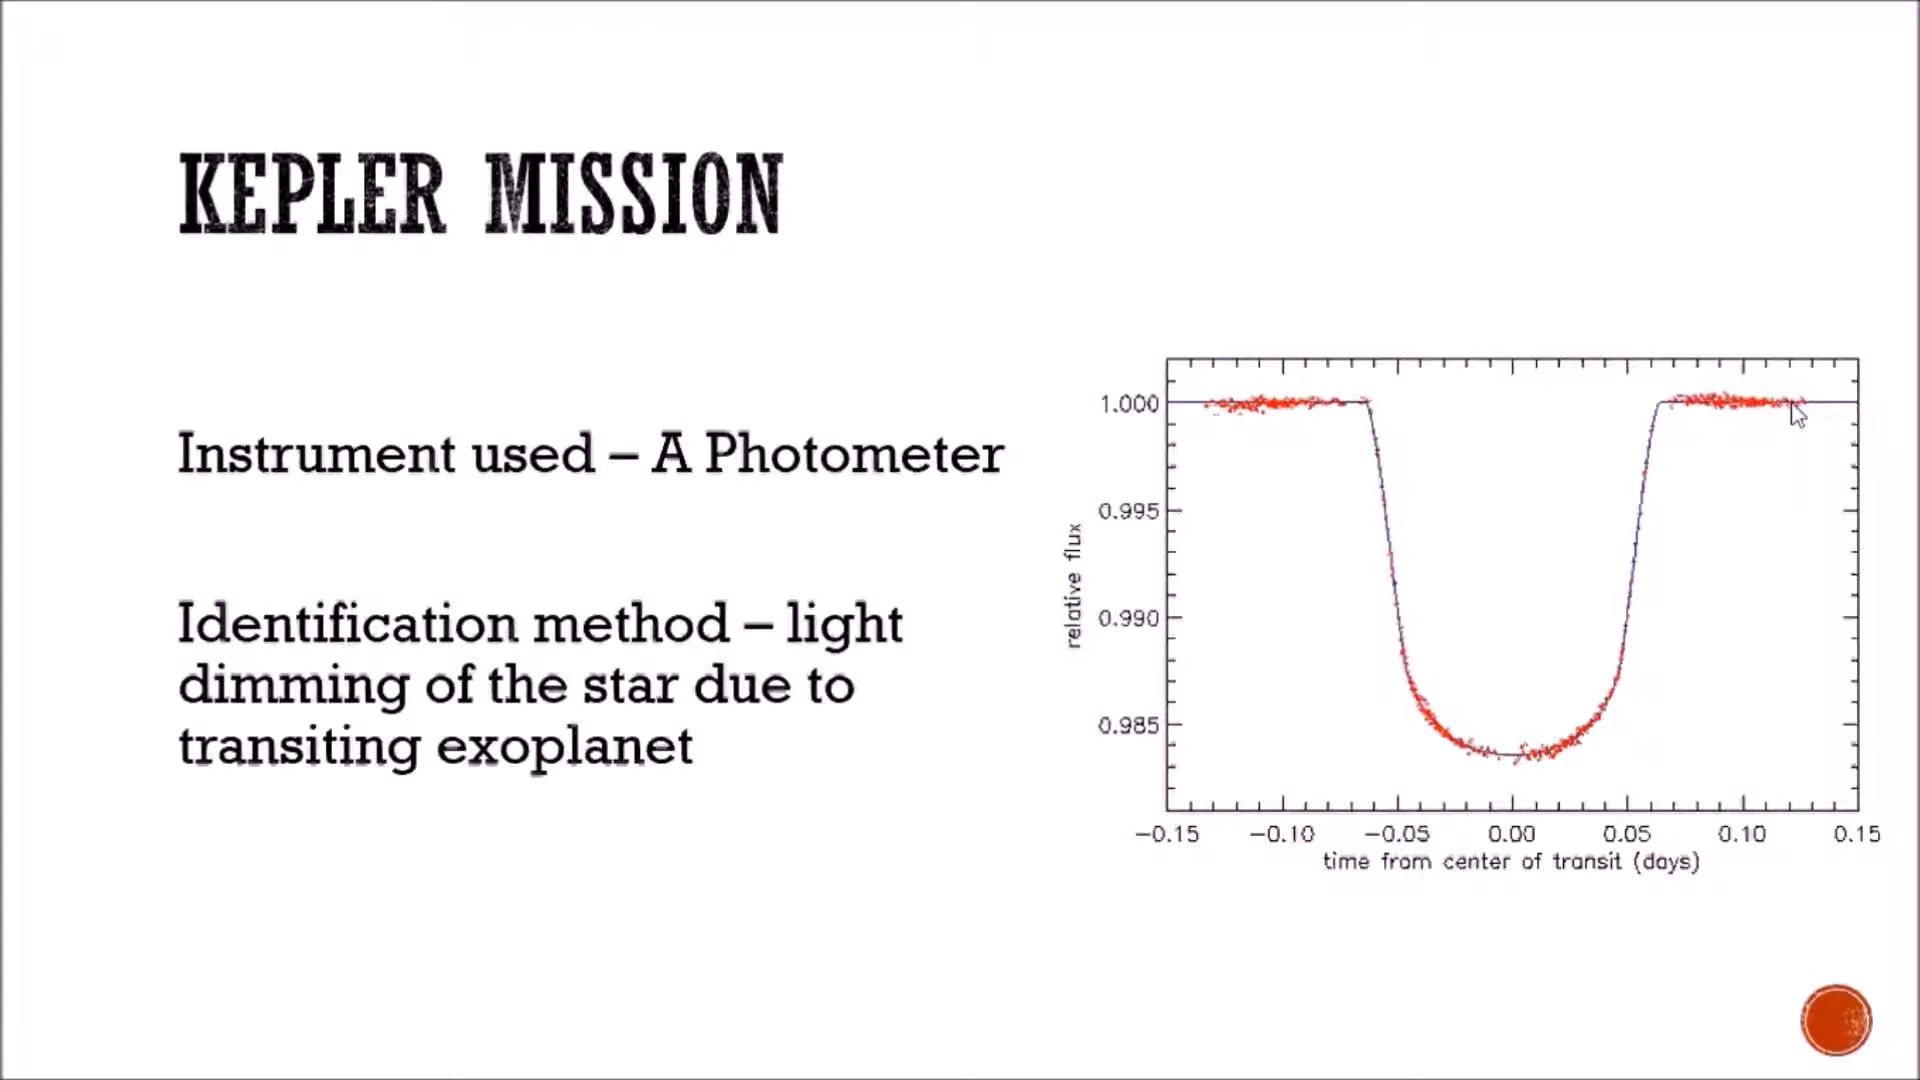 KEPLER MISSION
Instrument used – A Photometer
Identification method – light
dimming of the star due to
transiting exoplanet
relative flux
1.000
0.995
0.990
0.985
−0.15 −0.10 −0.05 0.00 0.05 0.10 0.15
time from center of transit (days)